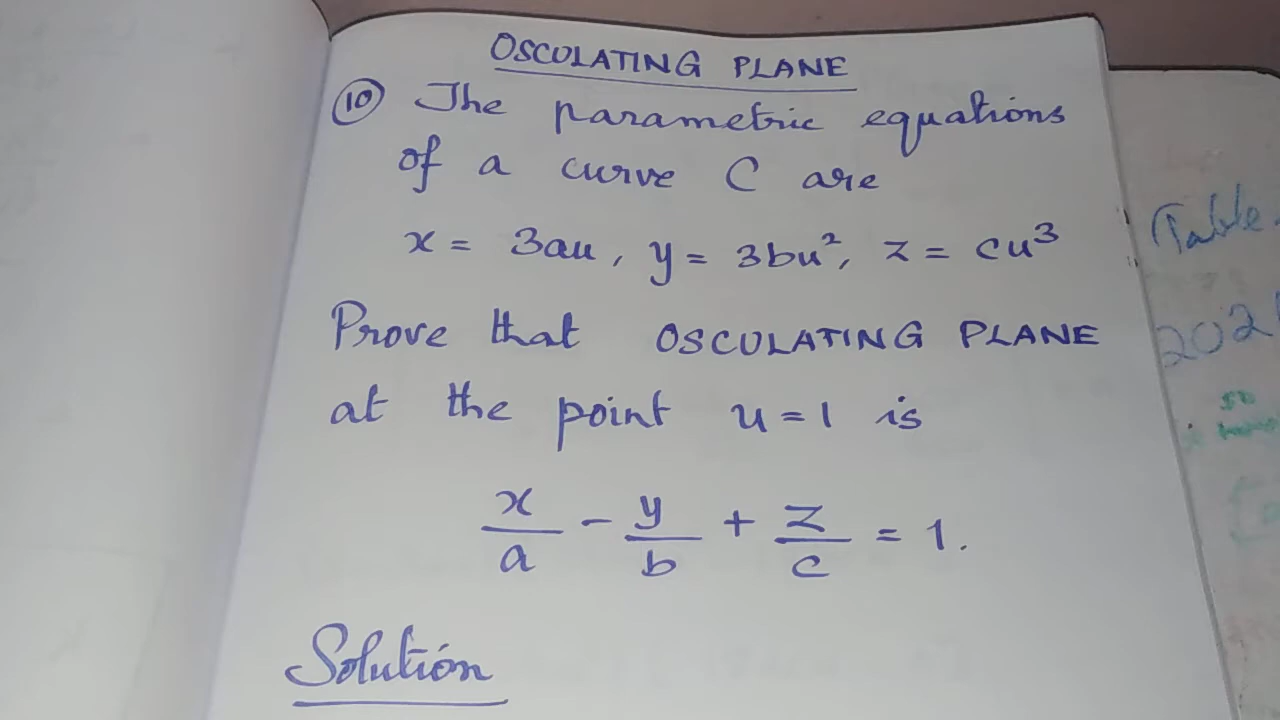 OSCULATING PLANE
⑩ The parametric equations
of a curve C are
x = 3au, y = 3bu², z = cu³
Prove that OSCULATING PLANE
at the point u = 1 is
x/a - y/b + z/c = 1.
Solution
Table
202